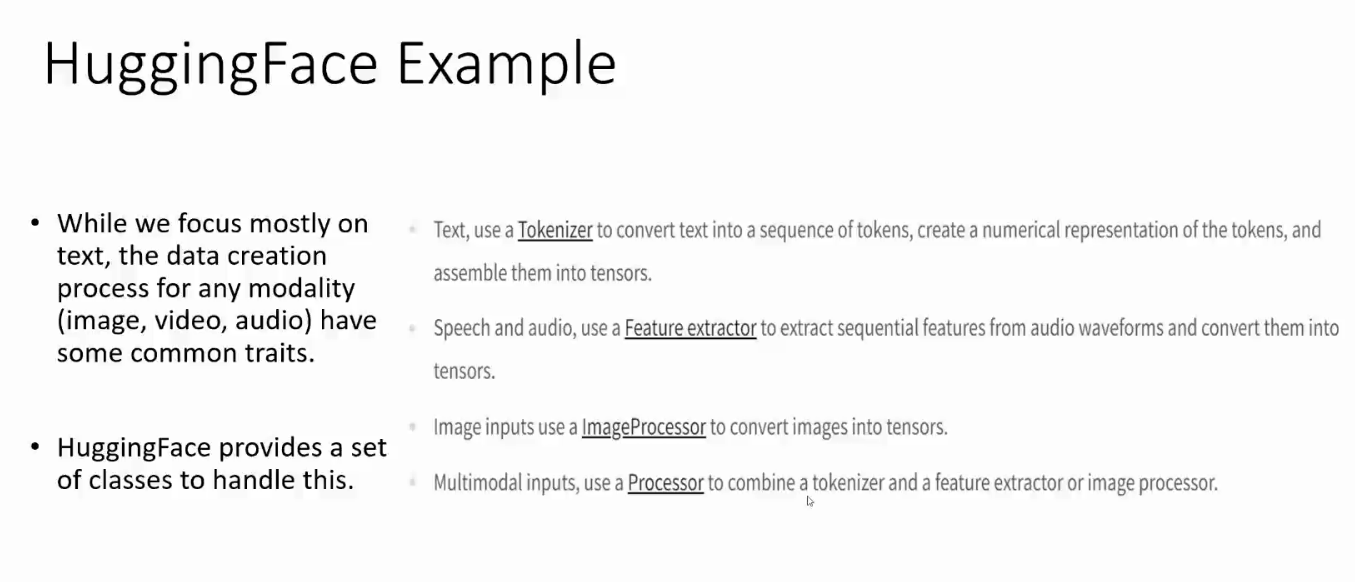 HuggingFace Example
• While we focus mostly on
text, the data creation
process for any modality
(image, video, audio) have
some common traits.
• HuggingFace provides a set
of classes to handle this.
• Text, use a Tokenizer to convert text into a sequence of tokens, create a numerical representation of the tokens, and
assemble them into tensors.
• Speech and audio, use a Feature extractor to extract sequential features from audio waveforms and convert them into
tensors.
• Image inputs use a ImageProcessor to convert images into tensors.
• Multimodal inputs, use a Processor to combine a tokenizer and a feature extractor or image processor.